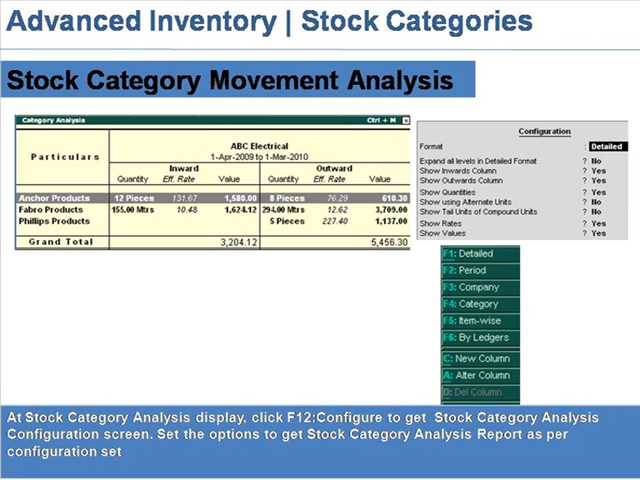 Advanced Inventory | Stock Categories
Stock Category Movement Analysis
Category Analysis Ctrl + M
Particulars
ABC Electrical
1-Apr-2009 to 1-Mar-2010
Inward Outward
Quantity Eff. Rate Value Quantity Eff. Rate Value
Anchor Products 12 Pieces 131.67 1,580.00 8 Pieces 76.29 610.30
Fabro Products 155.00 Mtrs 10.48 1,624.12 294.00 Mtrs 12.62 3,709.00
Phillips Products 5 Pieces 227.40 1,137.00
Grand Total 3,204.12 5,456.30
Configuration
Format : Detailed
Expand all levels in Detailed Format ? No
Show Inwards Column ? Yes
Show Outwards Column ? Yes
Show Quantities ? Yes
Show using Alternate Units ? No
Show Tail Units of Compound Units ? No
Show Rates ? Yes
Show Values ? Yes
F1: Detailed
F2: Period
F3: Company
F4: Category
F5: Item-wise
F6: By Ledgers
C: New Column
A: Alter Column
D: Del Column
At Stock Category Analysis display, click F12:Configure to get Stock Category Analysis
Configuration screen. Set the options to get Stock Category Analysis Report as per
configuration set